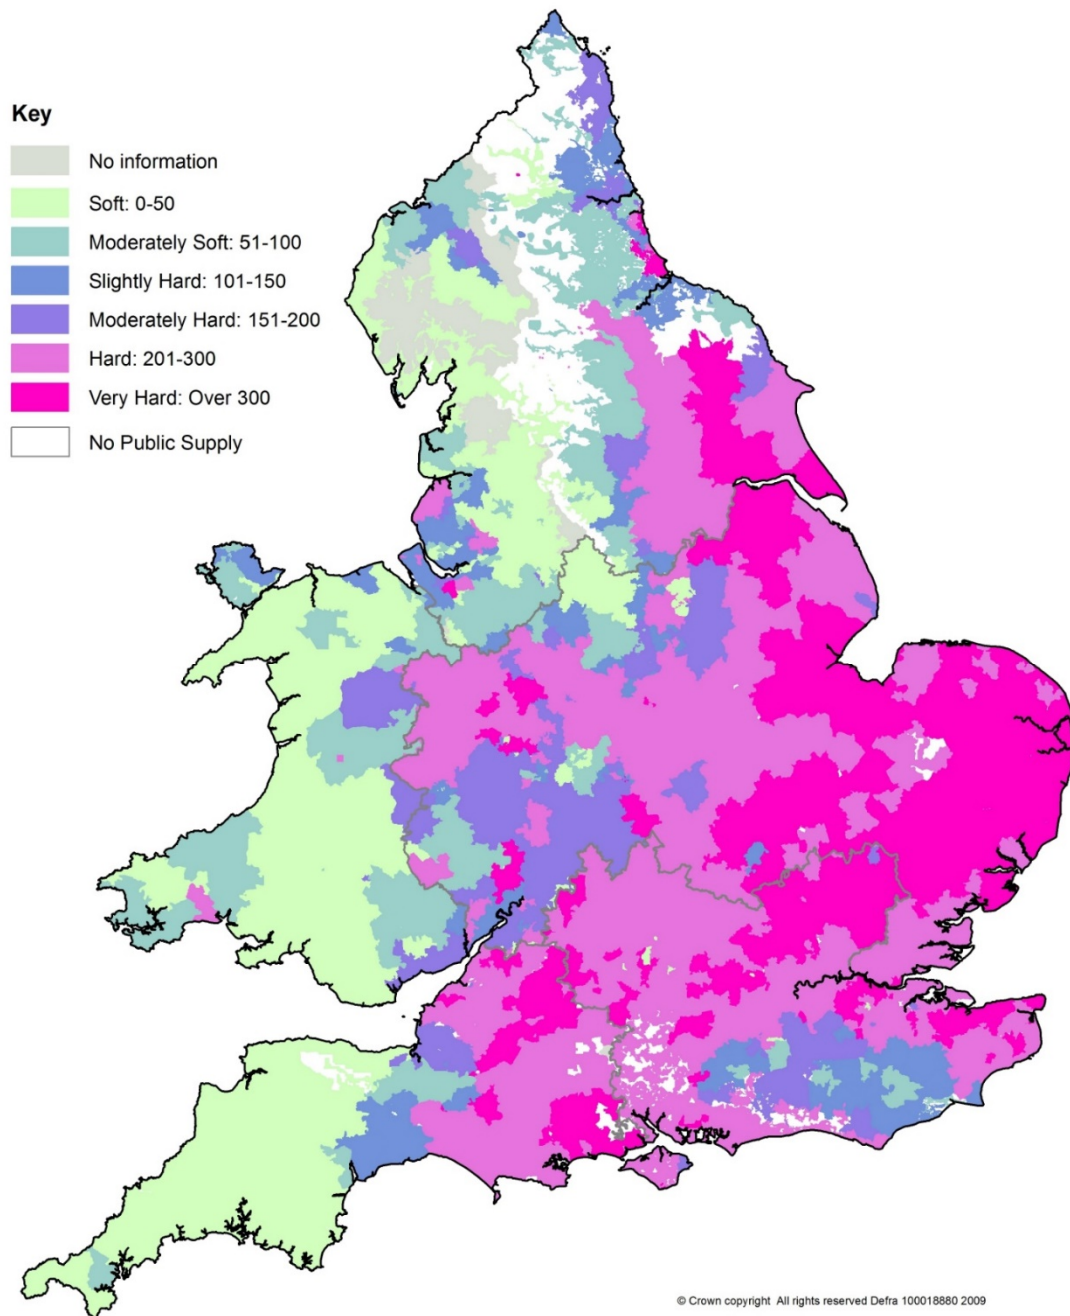 Key
No information
Soft: 0-50
Moderately Soft: 51-100
Slightly Hard: 101-150
Moderately Hard: 151-200
Hard: 201-300
Very Hard: Over 300
No Public Supply
© Crown copyright All rights reserved Defra 100018880 2009